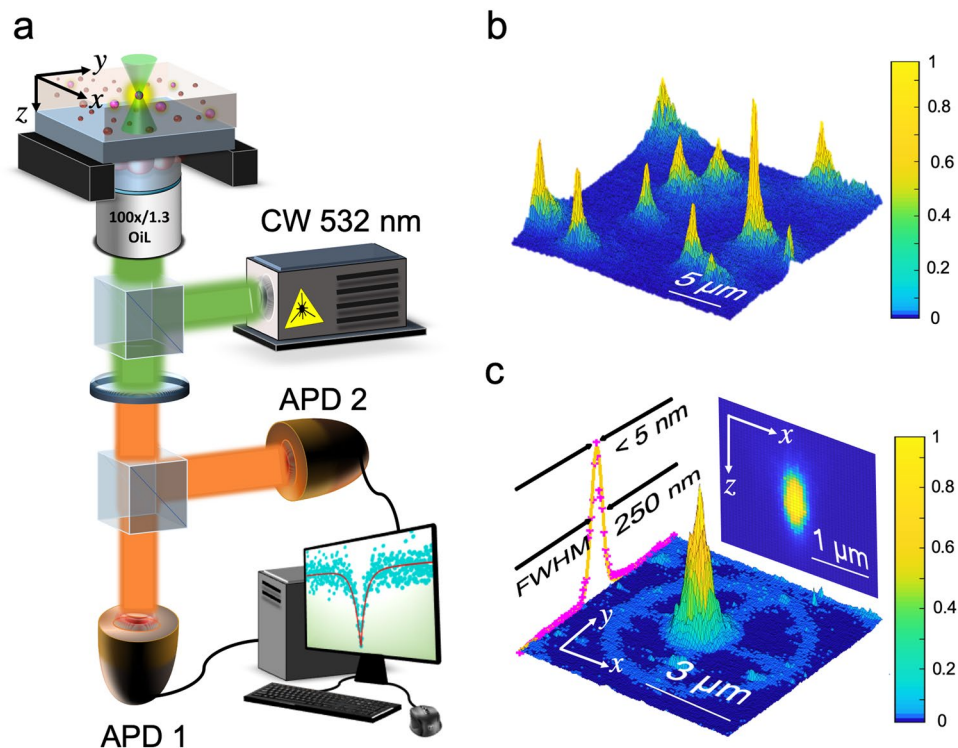 a
y
x
z
100x/1.3
OiL
CW 532 nm
APD 2
APD 1
b
1
0.8
0.6
0.4
0.2
0
5 μm
c
< 5 nm
FWHM 250 nm
x
z
1 μm
y
x
3 μm
1
0.8
0.6
0.4
0.2
0